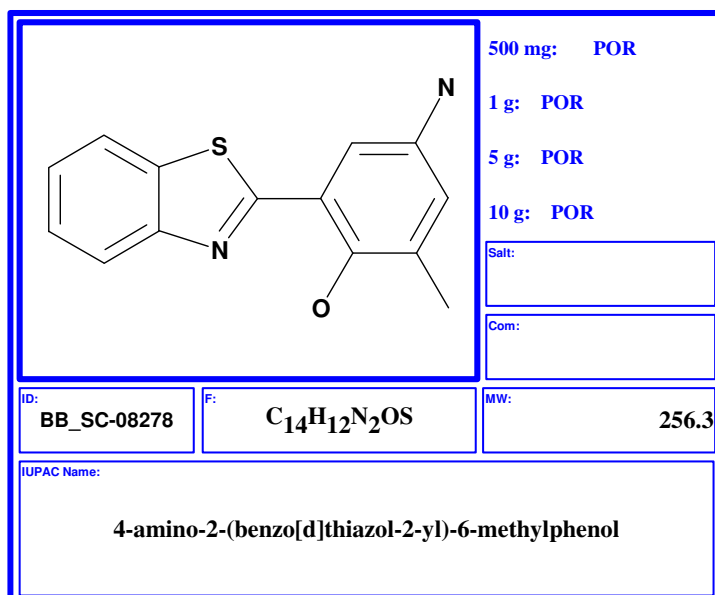 500 mg: POR
1 g: POR
5 g: POR
10 g: POR
N
S
N
O
Salt:
Com:
ID:
BB_SC-08278
F:
C14H12N2OS
MW:
256.3
IUPAC Name:
4-amino-2-(benzo[d]thiazol-2-yl)-6-methylphenol